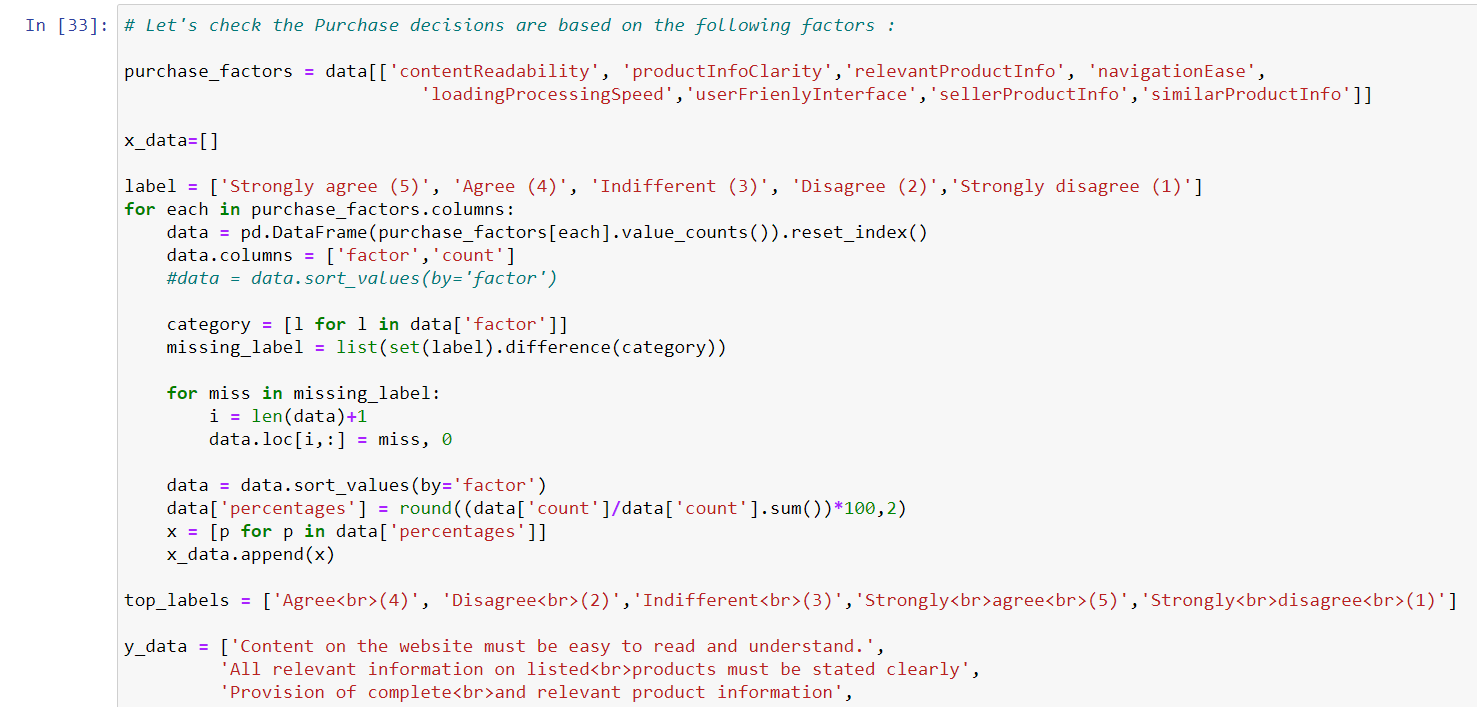 In [33]: # Let's check the Purchase decisions are based on the following factors :
purchase_factors = data[['contentReadability', 'productInfoClarity','relevantProductInfo', 'navigationEase',
'loadingProcessingSpeed','userFrienlyInterface','sellerProductInfo','similarProductInfo']]
x_data=[]
label = ['Strongly agree (5)', 'Agree (4)', 'Indifferent (3)', 'Disagree (2)','Strongly disagree (1)']
for each in purchase_factors.columns:
data = pd.DataFrame(purchase_factors[each].value_counts()).reset_index()
data.columns = ['factor','count']
#data = data.sort_values(by='factor')
category = [l for l in data['factor']]
missing_label = list(set(label).difference(category))
for miss in missing_label:
i = len(data)+1
data.loc[i,:] = miss, 0
data = data.sort_values(by='factor')
data['percentages'] = round((data['count']/data['count'].sum())*100,2)
x = [p for p in data['percentages']]
x_data.append(x)
top_labels = ['Agree<br>(4)', 'Disagree<br>(2)','Indifferent<br>(3)','Strongly<br>agree<br>(5)','Strongly<br>disagree<br>(1)']
y_data = ['Content on the website must be easy to read and understand.',
'All relevant information on listed<br>products must be stated clearly',
'Provision of complete<br>and relevant product information',